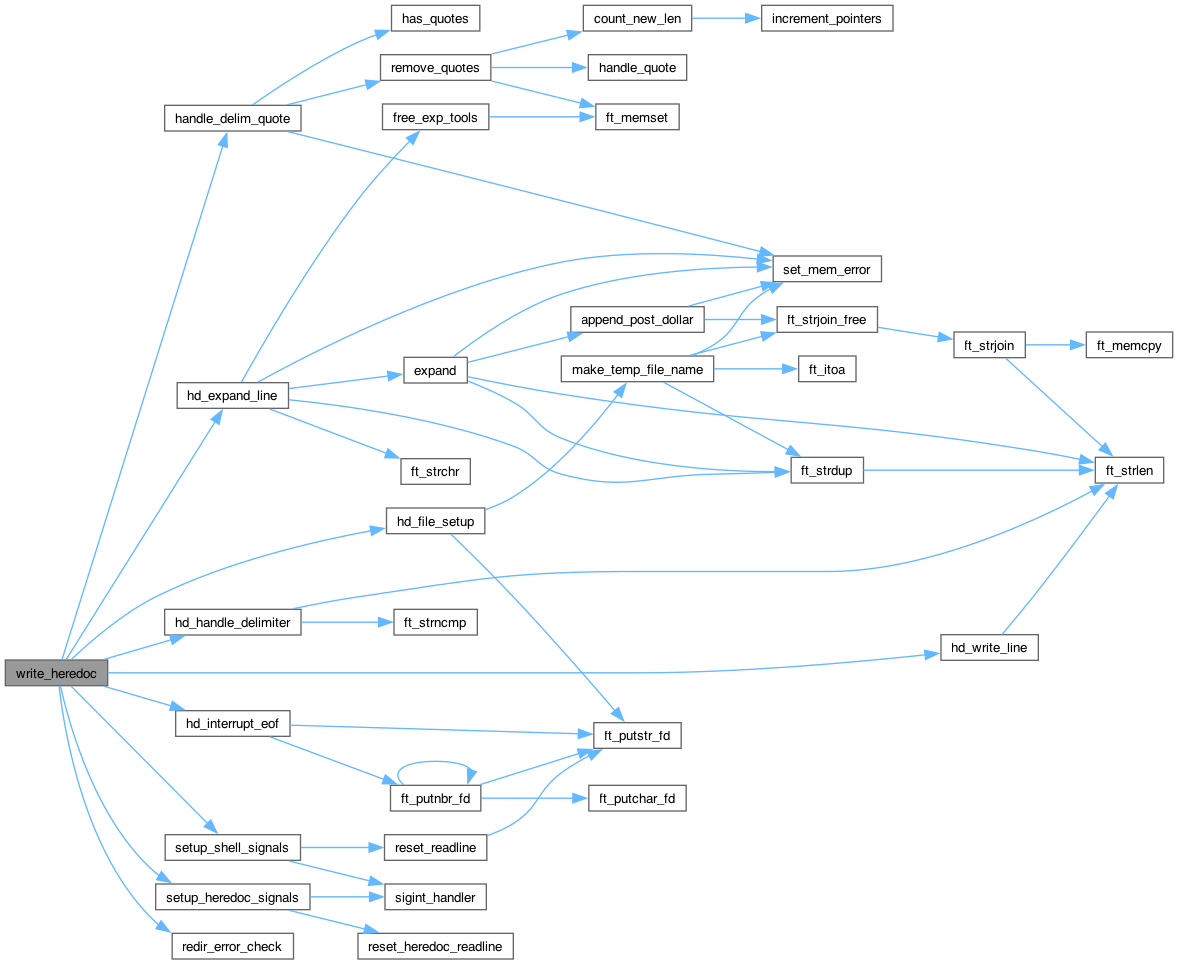 has_quotes
count_new_len
increment_pointers
remove_quotes
handle_quote
handle_delim_quote
free_exp_tools
ft_memset
set_mem_error
append_post_dollar
ft_strjoin_free
ft_strjoin
ft_memcpy
expand
make_temp_file_name
ft_itoa
hd_expand_line
ft_strchr
ft_strdup
ft_strlen
hd_file_setup
hd_handle_delimiter
ft_strncmp
hd_write_line
write_heredoc
hd_interrupt_eof
ft_putstr_fd
ft_putnbr_fd
ft_putchar_fd
setup_shell_signals
reset_readline
setup_heredoc_signals
sigint_handler
redir_error_check
reset_heredoc_readline